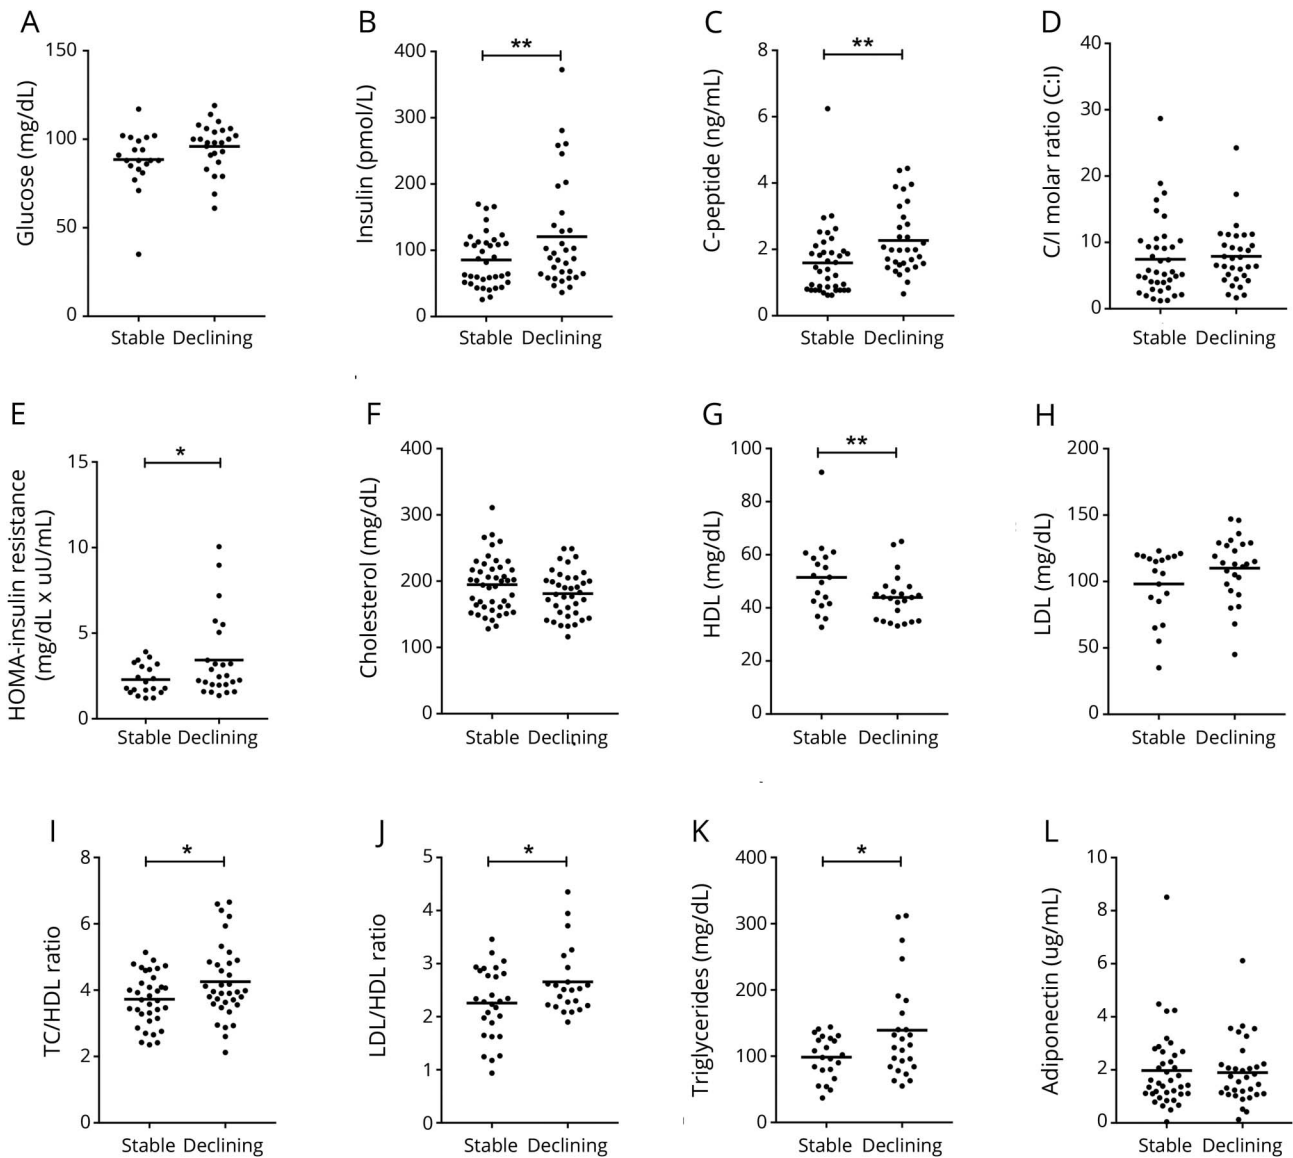 A
B
C
D
Glucose (mg/dL)
150
100
50
0
Stable Declining
Insulin (pmol/L)
**
400
300
200
100
0
Stable Declining
C-peptide (ng/mL)
**
8
6
4
2
0
Stable Declining
C/I molar ratio (C:I)
40
30
20
10
0
Stable Declining
E
F
G
H
HOMA-insulin resistance
(mg/dL x uU/mL)
*
15
10
5
0
Stable Declining
Cholesterol (mg/dL)
400
300
200
100
0
Stable Declining
HDL (mg/dL)
**
100
80
60
40
20
0
Stable Declining
LDL (mg/dL)
200
150
100
50
0
Stable Declining
I
J
K
L
TC/HDL ratio
*
8
6
4
2
0
Stable Declining
LDL/HDL ratio
*
5
4
3
2
1
0
Stable Declining
Triglycerides (mg/dL)
*
400
300
200
100
0
Stable Declining
Adiponectin (ug/mL)
10
8
6
4
2
0
Stable Declining